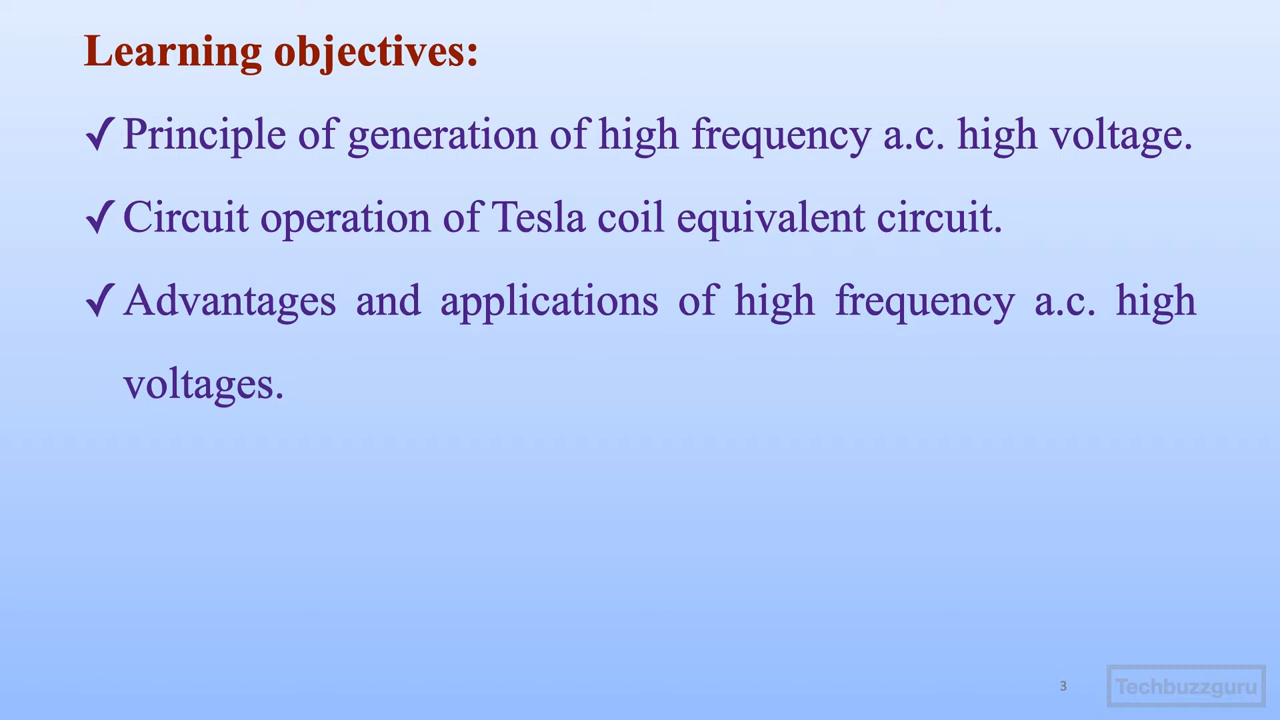 Learning objectives:
✓ Principle of generation of high frequency a.c. high voltage.
✓ Circuit operation of Tesla coil equivalent circuit.
✓ Advantages and applications of high frequency a.c. high
voltages.
3
Techbuzzguru